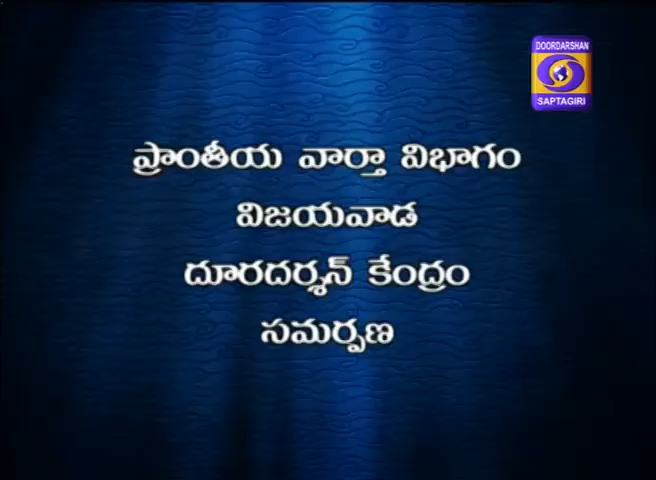 DOORDARSHAN
SAPTAGIRI
ప్రాంతీయ వార్తా విభాగం
విజయవాడ
దూరదర్శన్ కేంద్రం
సమర్పణ